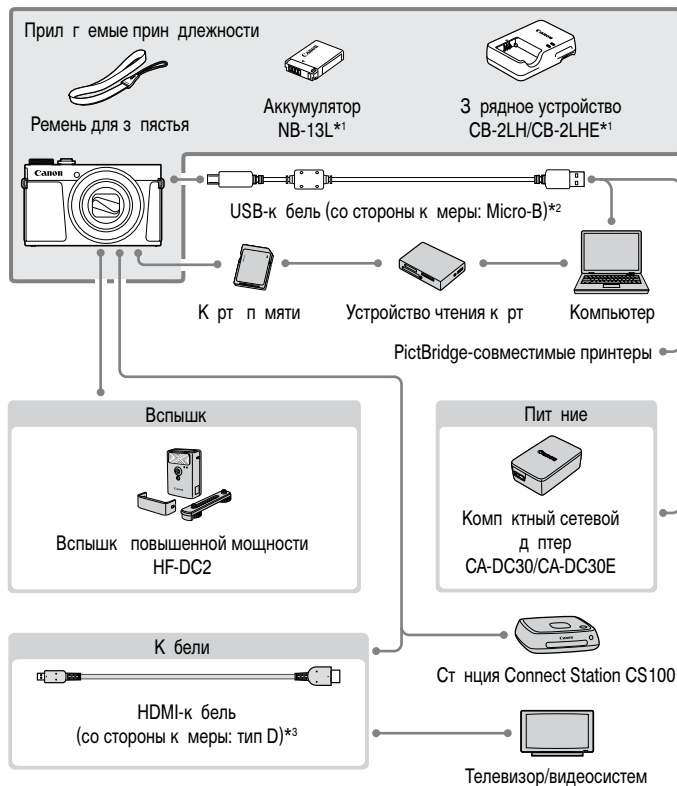 Прил г емые прин длежности
Ремень для з пястья
Аккумулятор
NB-13L*1
З рядное устройство
CB-2LH/CB-2LHE*1
Canon
USB-к бель (со стороны к меры: Micro-B)*2
К рт п мяти
Устройство чтения к рт
Компьютер
PictBridge-совместимые принтеры
Вспышк
Вспышк повышенной мощности
HF-DC2
Пит ние
Комп ктный сетевой
д птер
CA-DC30/CA-DC30E
К бели
HDMI-к бель
(со стороны к меры: тип D)*3
Ст нция Connect Station CS100
Телевизор/видеосистем